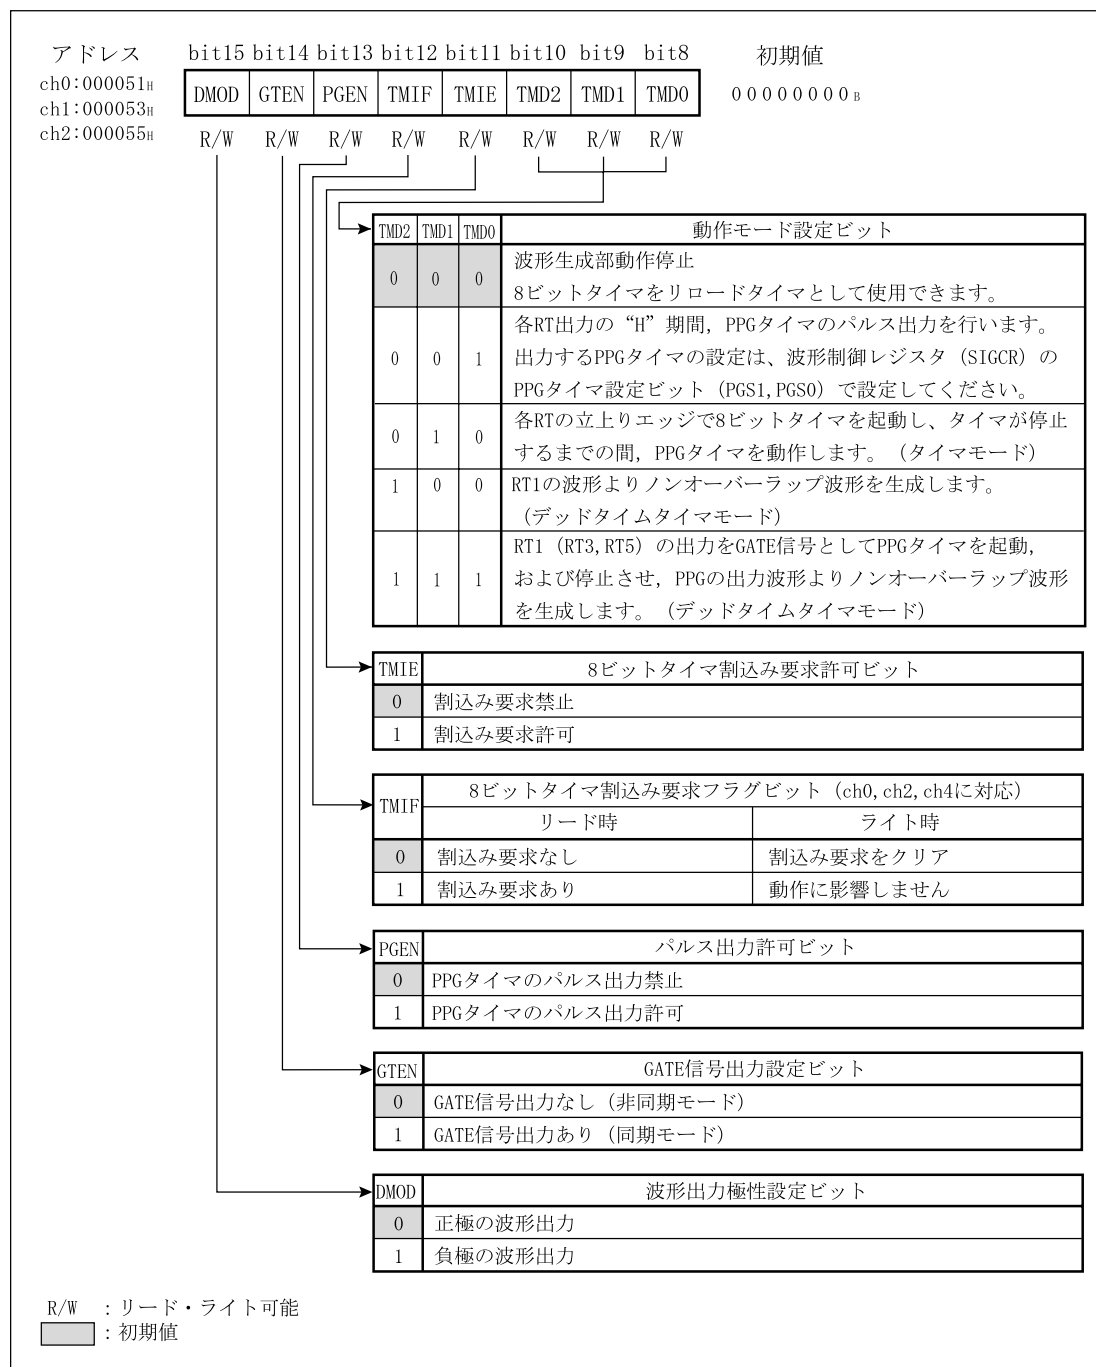 アドレス bit15 bit14 bit13 bit12 bit11 bit10 bit9 bit8 初期値
ch0:000051H
ch1:000053H
ch2:000055H
DMOD GTEN PGEN TMIF TMIE TMD2 TMD1 TMD0 00000000B
R/W R/W R/W R/W R/W R/W R/W R/W
TMD2 TMD1 TMD0 動作モード設定ビット
0 0 0 波形生成部動作停止
8ビットタイマをリロードタイマとして使用できます。
0 0 1 各RT出力の“H”期間, PPGタイマのパルス出力を行います。
出力するPPGタイマの設定は、波形制御レジスタ（SIGCR）の
PPGタイマ設定ビット（PGS1,PGS0）で設定してください。
0 1 0 各RTの立上りエッジで8ビットタイマを起動し、タイマが停止
するまでの間, PPGタイマを動作します。（タイマモード）
1 0 0 RT1の波形よりノンオーバーラップ波形を生成します。
（デッドタイムタイマモード）
1 1 1 RT1（RT3,RT5）の出力をGATE信号としてPPGタイマを起動,
および停止させ, PPGの出力波形よりノンオーバーラップ波形
を生成します。（デッドタイムタイマモード）
TMIE 8ビットタイマ割込み要求許可ビット
0 割込み要求禁止
1 割込み要求許可
TMIF 8ビットタイマ割込み要求フラグビット（ch0,ch2,ch4に対応）
リード時 ライト時
0 割込み要求なし 割込み要求をクリア
1 割込み要求あり 動作に影響しません
PGEN パルス出力許可ビット
0 PPGタイマのパルス出力禁止
1 PPGタイマのパルス出力許可
GTEN GATE信号出力設定ビット
0 GATE信号出力なし（非同期モード）
1 GATE信号出力あり（同期モード）
DMOD 波形出力極性設定ビット
0 正極の波形出力
1 負極の波形出力
R/W ：リード・ライト可能
：初期値